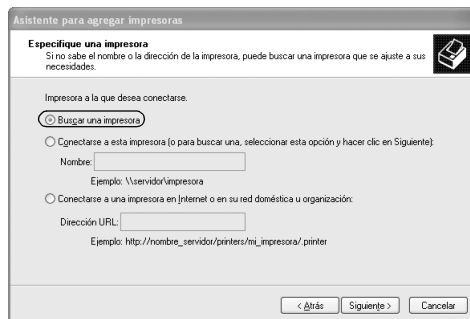 Asistente para agregar impresoras
Especifique una impresora
Si no sabe el nombre o la dirección de la impresora, puede buscar una impresora que se ajuste a sus
necesidades.
Impresora a la que desea conectarse.
Buscar una impresora
Conectarse a esta impresora (o para buscar una, seleccionar esta opción y hacer clic en Siguiente):
Nombre:
Ejemplo: \\servidor\impresora
Conectarse a una impresora en Internet o en su red doméstica u organización:
Dirección URL:
Ejemplo: http://nombre_servidor/printers/mi_impresora/.printer
< Atrás
Siguiente >
Cancelar